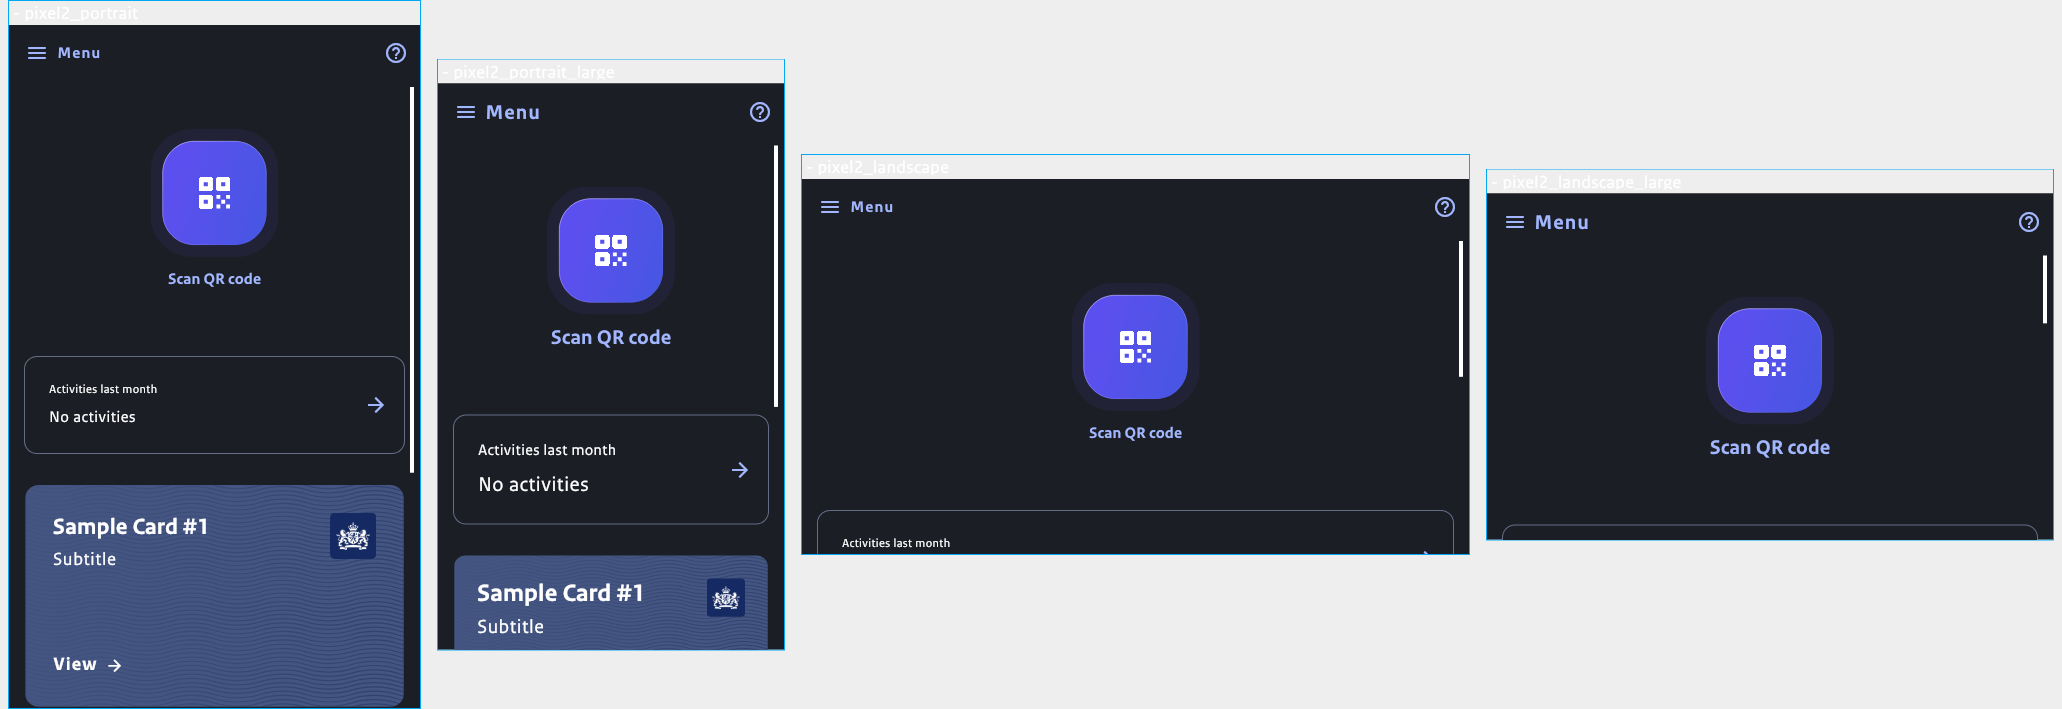 - pixel2_portrait
Menu
Scan QR code
Activities last month
No activities
Sample Card #1
Subtitle
View
- pixel2_portrait_large
Menu
Scan QR code
Activities last month
No activities
Sample Card #1
Subtitle
- pixel2_landscape
Menu
Scan QR code
Activities last month
- pixel2_landscape_large
Menu
Scan QR code